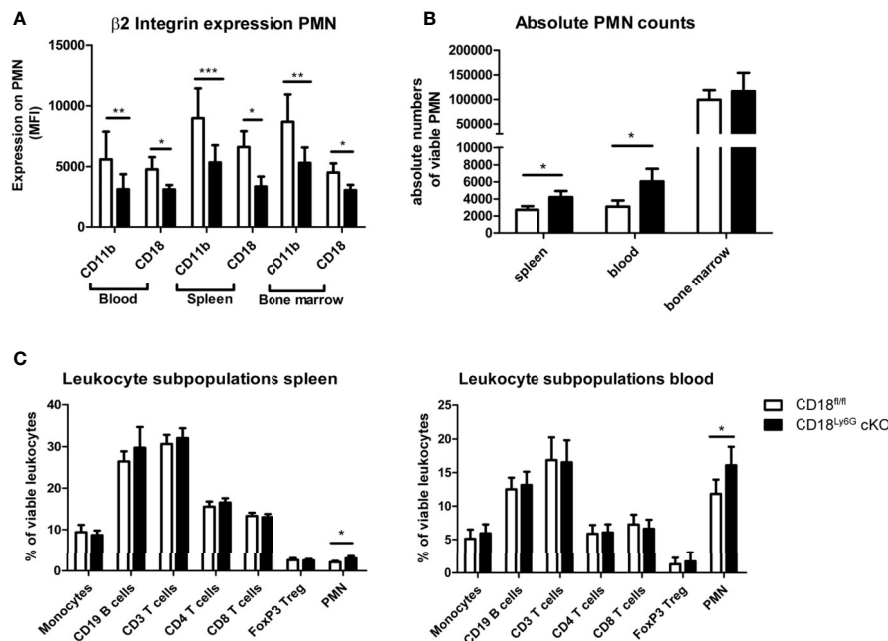 A
β2 Integrin expression PMN
Expression on PMN
(MFI)
15000
10000
5000
0
** * *** * ** *
CD11b CD18 CD11b CD18 CD11b CD18
Blood Spleen Bone marrow
B
Absolute PMN counts
absolute numbers
of viable PMN
200000
150000
100000
50000
10000
8000
6000
4000
2000
0
* *
spleen blood bone marrow
C
Leukocyte subpopulations spleen
% of viable leukocytes
40
30
20
10
0
*
Monocytes CD19 B cells CD3 T cells CD4 T cells CD8 T cells FoxP3 Treg PMN
Leukocyte subpopulations blood
% of viable leukocytes
25
20
15
10
5
0
*
Monocytes CD19 B cells CD3 T cells CD4 T cells CD8 T cells FoxP3 Treg PMN
CD18fl/fl
CD18Ly6G cKO